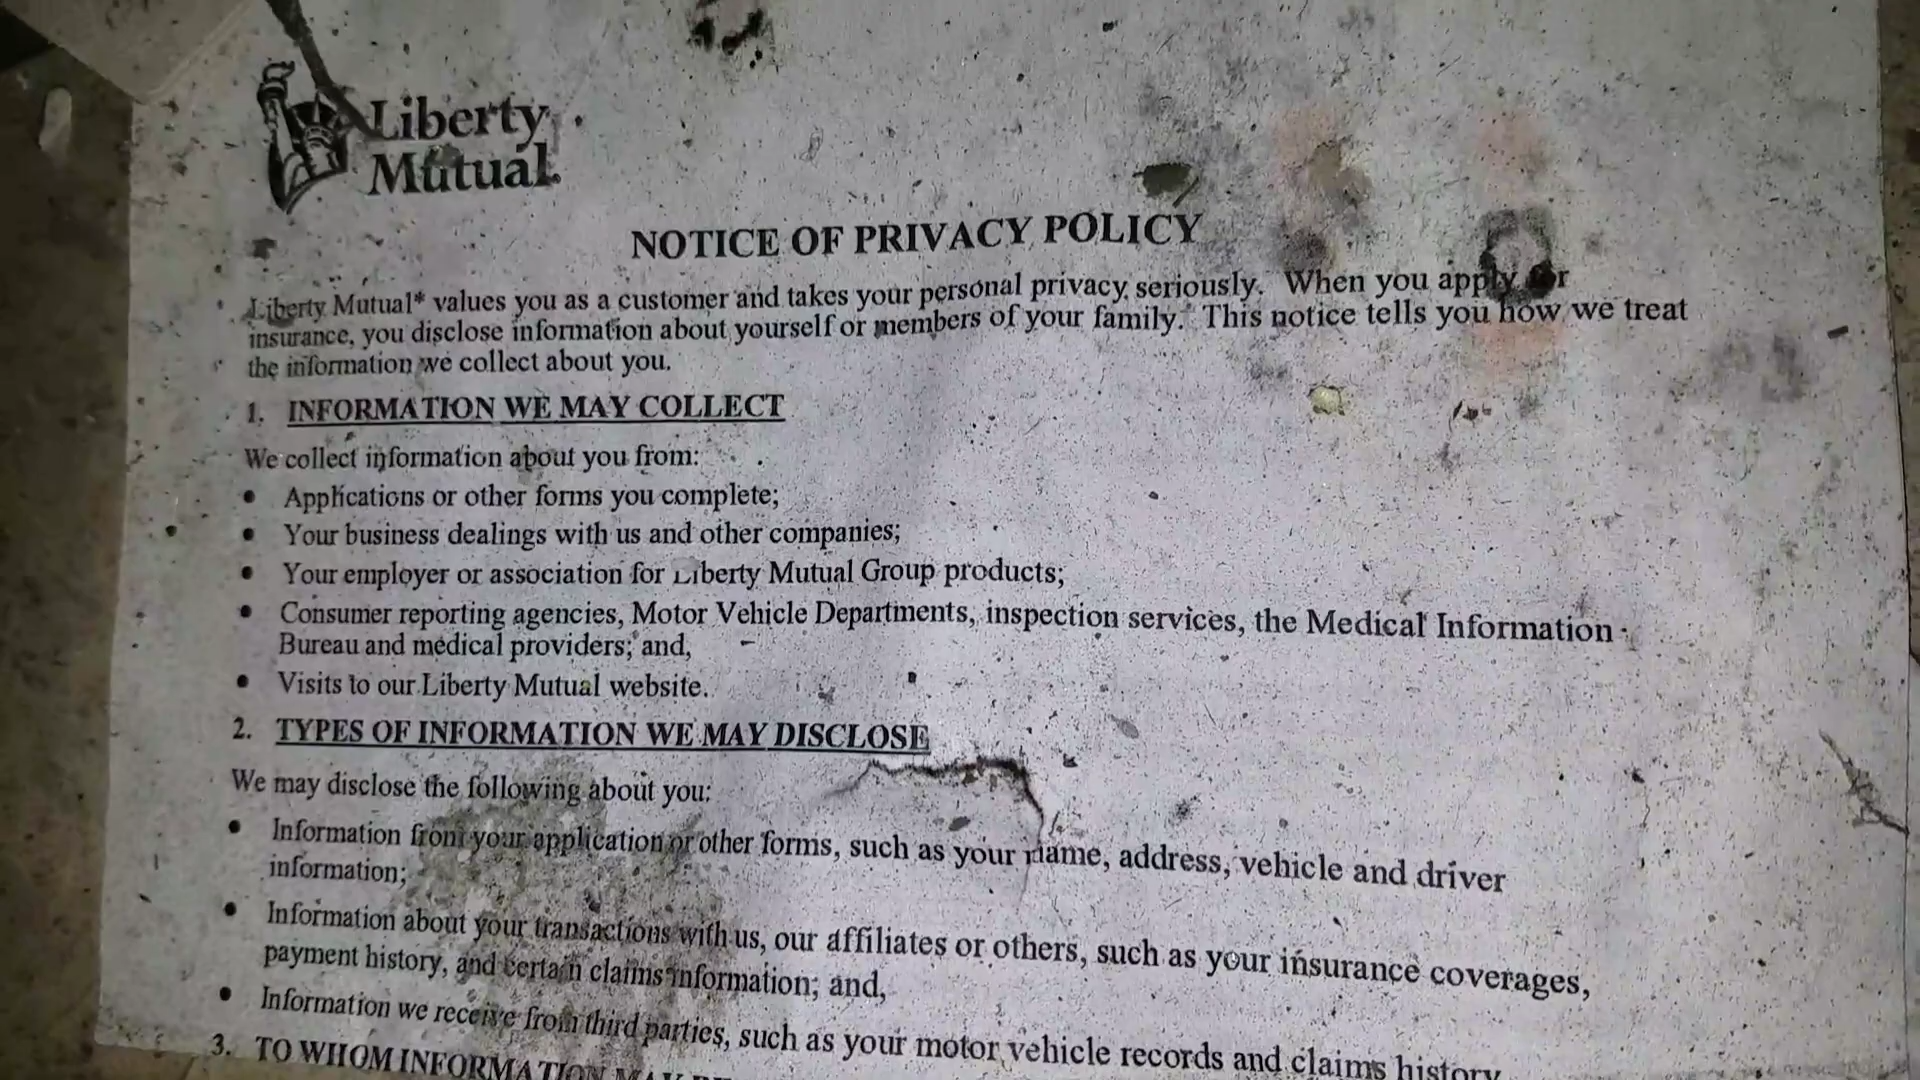 Liberty
Mutual.
NOTICE OF PRIVACY POLICY
Liberty Mutual* values you as a customer and takes your personal privacy seriously. When you apply for
insurance, you disclose information about yourself or members of your family. This notice tells you how we treat
the information we collect about you.
1. INFORMATION WE MAY COLLECT
We collect information about you from:
• Applications or other forms you complete;
• Your business dealings with us and other companies;
• Your employer or association for Liberty Mutual Group products;
• Consumer reporting agencies, Motor Vehicle Departments, inspection services, the Medical Information
Bureau and medical providers; and,
• Visits to our Liberty Mutual website.
2. TYPES OF INFORMATION WE MAY DISCLOSE
We may disclose the following about you:
• Information from your application or other forms, such as your name, address, vehicle and driver
information;
• Information about your transactions with us, our affiliates or others, such as your insurance coverages,
payment history, and certain claims information; and,
• Information we receive from third parties, such as your motor vehicle records and claims history
3. TO WHOM INFORMATION MAY BE